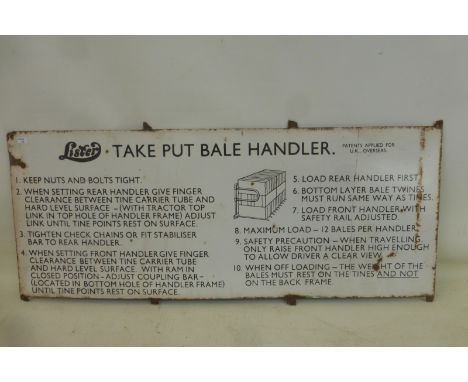 Lister TAKE PUT BALE HANDLER. PATENTS APPLIED FOR
U.K. OVERSEAS.
1. KEEP NUTS AND BOLTS TIGHT.
2. WHEN SETTING REAR HANDLER GIVE FINGER
CLEARANCE BETWEEN TINE CARRIER TUBE AND
HARD LEVEL SURFACE – (WITH TRACTOR TOP
LINK IN TOP HOLE OF HANDLER FRAME) ADJUST
LINK UNTIL TINE POINTS REST ON SURFACE.
3. TIGHTEN CHECK CHAINS OR FIT STABILISER
BAR TO REAR HANDLER.
4. WHEN SETTING FRONT HANDLER GIVE FINGER
CLEARANCE BETWEEN TINE CARRIER TUBE
AND HARD LEVEL SURFACE. WITH RAM IN
CLOSED POSITION – ADJUST COUPLING BAR –
(LOCATED IN BOTTOM HOLE OF HANDLER FRAME)
UNTIL TINE POINTS REST ON SURFACE.
5. LOAD REAR HANDLER FIRST.
6. BOTTOM LAYER BALE TWINES
MUST RUN SAME WAY AS TINES.
7. LOAD FRONT HANDLER WITH
SAFETY RAIL ADJUSTED.
8. MAXIMUM LOAD – 12 BALES PER HANDLER.
9. SAFETY PRECAUTION – WHEN TRAVELLING
ONLY RAISE FRONT HANDLER HIGH ENOUGH
TO ALLOW DRIVER A CLEAR VIEW.
10. WHEN OFF LOADING – THE WEIGHT OF THE
BALES MUST REST ON THE TINES AND NOT
ON THE BACK FRAME.